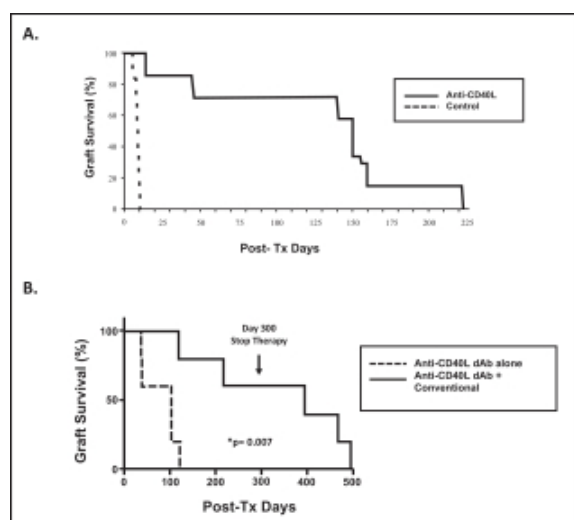 A.
Graft Survival (%)
100
80
60
40
20
0
0 25 50 75 100 125 150 175 200 225
Post- Tx Days
Anti-CD40L
Control
B.
Graft Survival (%)
100
50
0
0 100 200 300 400 500
Post-Tx Days
Day 300
Stop Therapy
*p= 0.007
Anti-CD40L dAb alone
Anti-CD40L dAb +
Conventional